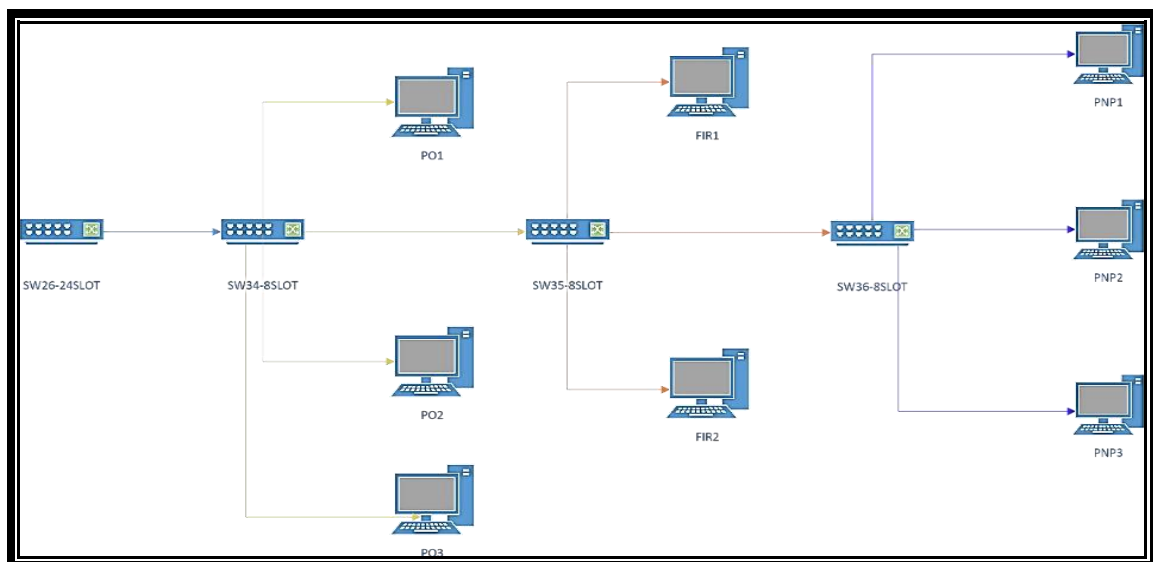 PNP1
FIR1
PO1
SW26-24SLOT
SW34-8SLOT
SW35-8SLOT
SW36-8SLOT
PNP2
PO2
FIR2
PNP3
PO3